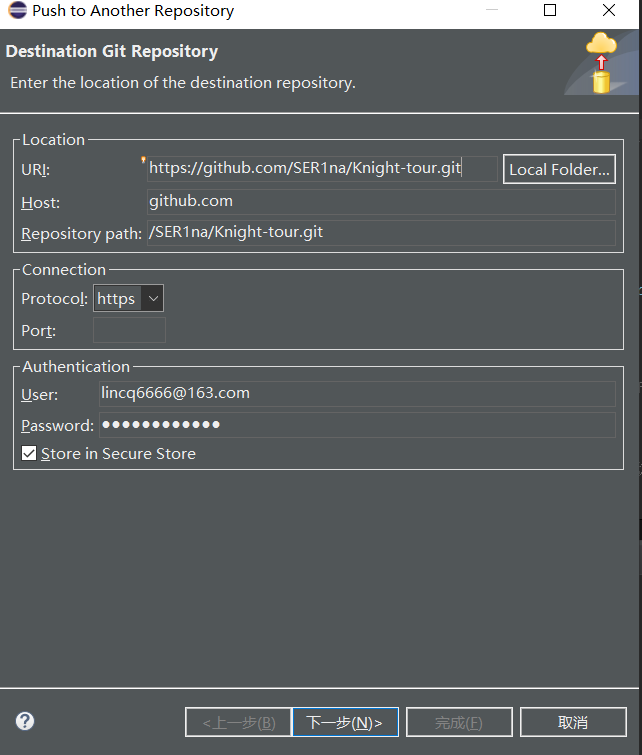 Push to Another Repository
Destination Git Repository
Enter the location of the destination repository.
Location
URI:
https://github.com/SER1na/Knight-tour.git
Local Folder...
Host:
github.com
Repository path:
/SER1na/Knight-tour.git
Connection
Protocol:
https
Port:
Authentication
User:
lincq6666@163.com
Password:
●●●●●●●●●●●●
Store in Secure Store
<上一步(B)
下一步(N)>
完成(F)
取消